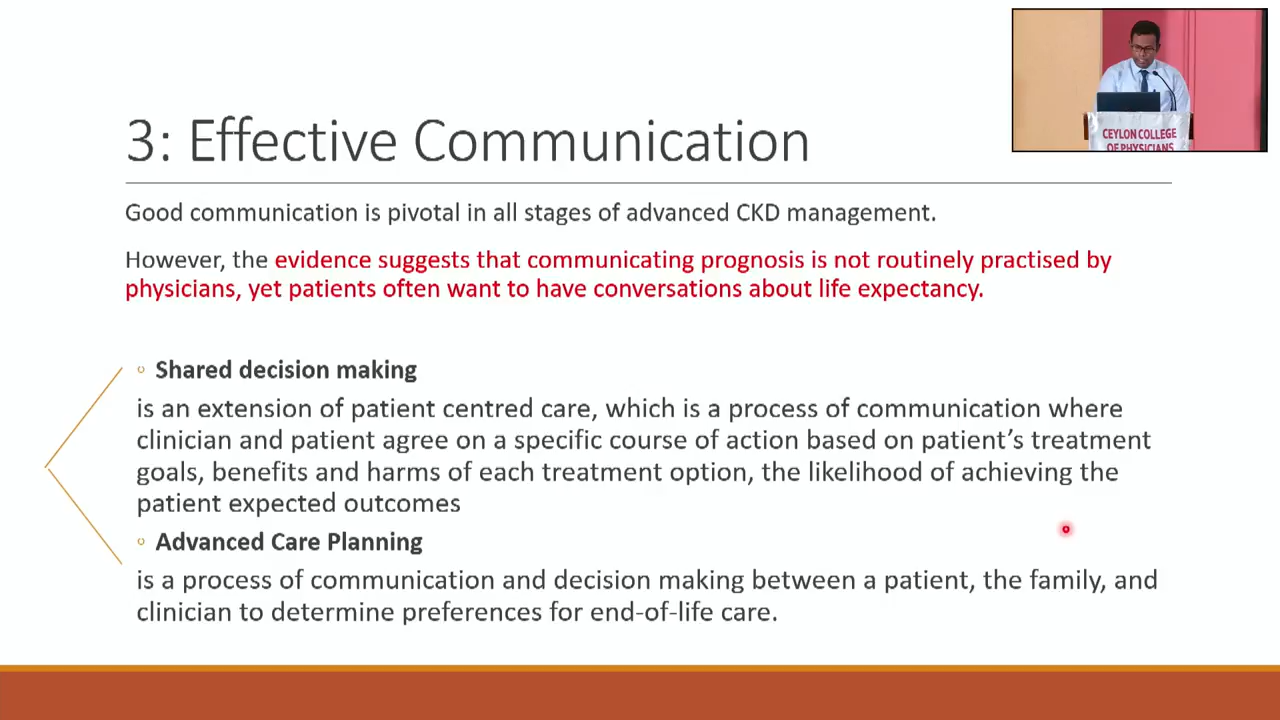 CEYLON COLLEGE
OF PHYSICIANS
3: Effective Communication
Good communication is pivotal in all stages of advanced CKD management.
However, the evidence suggests that communicating prognosis is not routinely practised by
physicians, yet patients often want to have conversations about life expectancy.
Shared decision making
is an extension of patient centred care, which is a process of communication where
clinician and patient agree on a specific course of action based on patient’s treatment
goals, benefits and harms of each treatment option, the likelihood of achieving the
patient expected outcomes
Advanced Care Planning
is a process of communication and decision making between a patient, the family, and
clinician to determine preferences for end-of-life care.